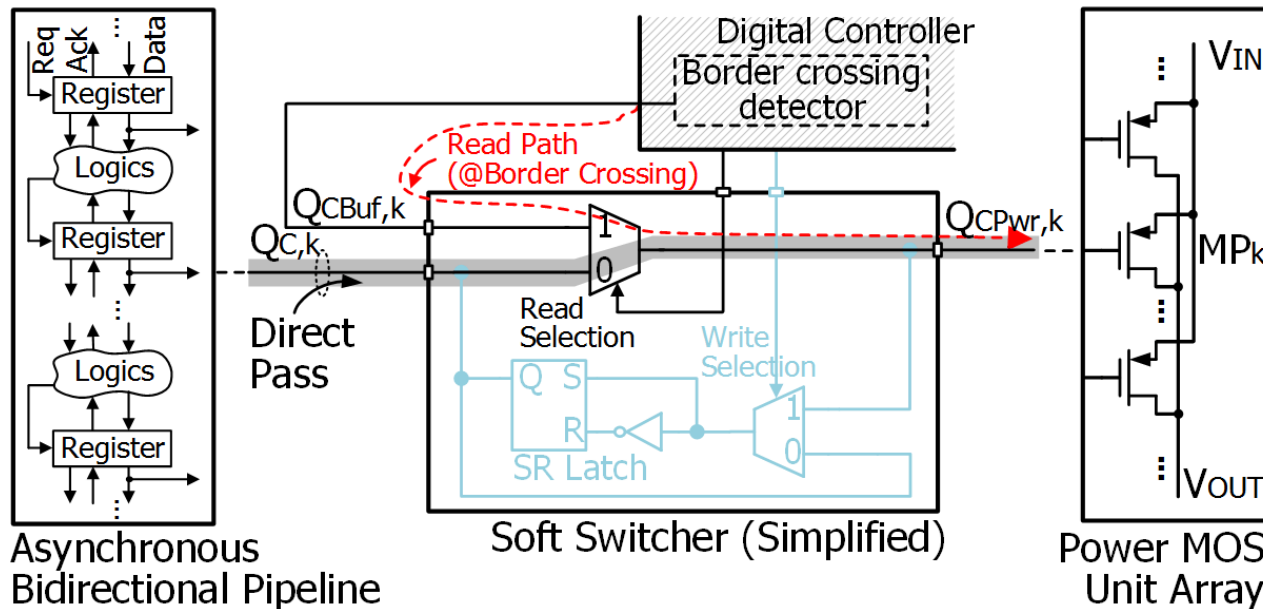 Req
Ack
...
Data
Register
Logics
...
Register
...
...
Logics
Register
...
Asynchronous
Bidirectional Pipeline
Digital Controller
Border crossing
detector
Read Path
(@Border Crossing)
QCBuf,k
QC,k
Direct
Pass
1
0
QCPwr,k
Read
Selection
Write
Selection
Q S
R
SR Latch
1
0
Soft Switcher (Simplified)
VIN
...
MPk
...
...
VOUT
Power MOS
Unit Array